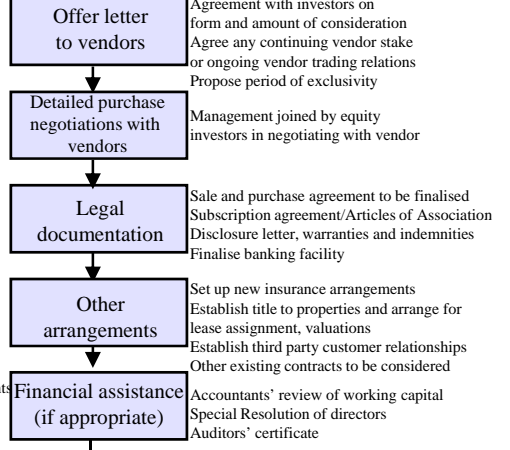 Offer letter
to vendors
Agreement with investors on
form and amount of consideration
Agree any continuing vendor stake
or ongoing vendor trading relations
Propose period of exclusivity
Detailed purchase
negotiations with
vendors
Management joined by equity
investors in negotiating with vendor
Legal
documentation
Sale and purchase agreement to be finalised
Subscription agreement/Articles of Association
Disclosure letter, warranties and indemnities
Finalise banking facility
Other
arrangements
Set up new insurance arrangements
Establish title to properties and arrange for
lease assignment, valuations
Establish third party customer relationships
Other existing contracts to be considered
Financial assistance
(if appropriate)
Accountants' review of working capital
Special Resolution of directors
Auditors' certificate